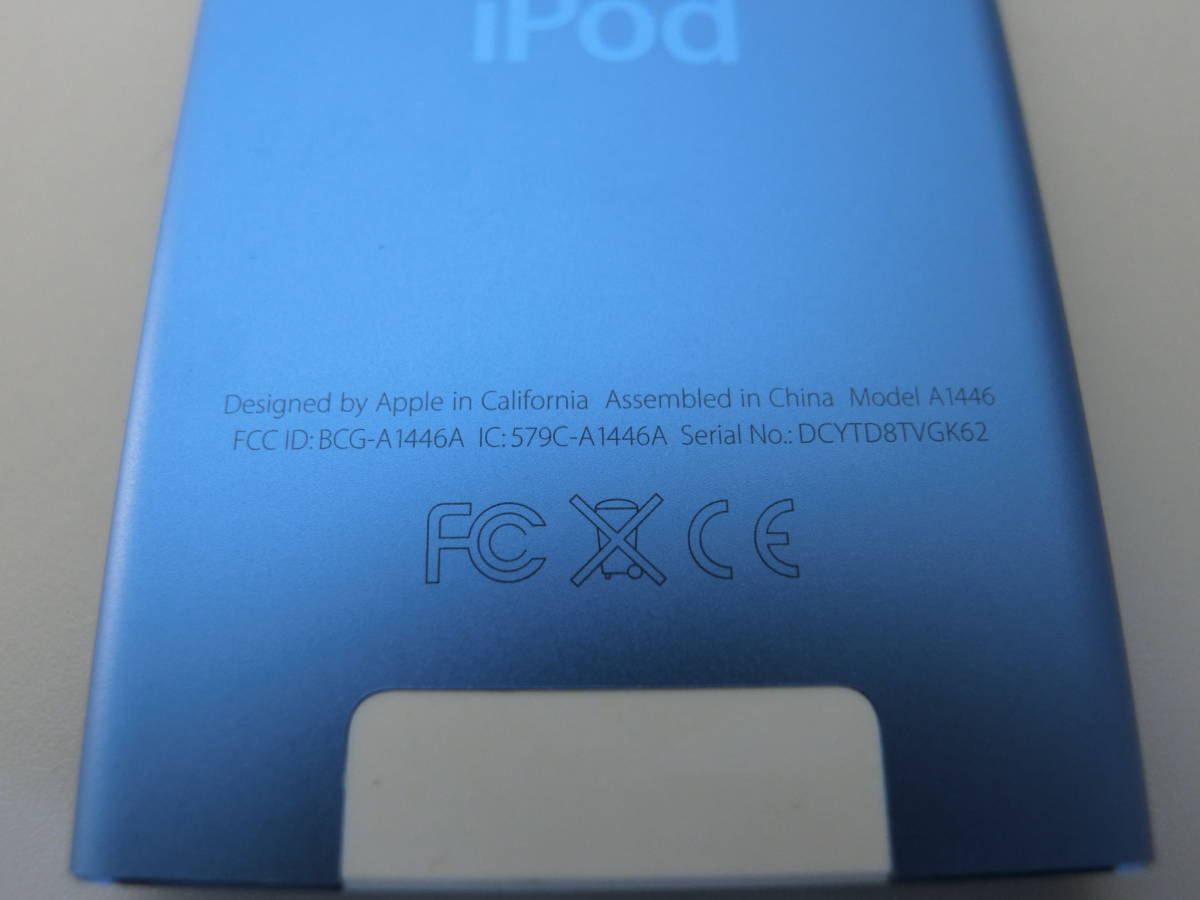 iPod
Designed by Apple in California Assembled in China Model A1446
FCC ID: BCG-A1446A IC: 579C-A1446A Serial No.: DCYTD8TVGK62
FC CE